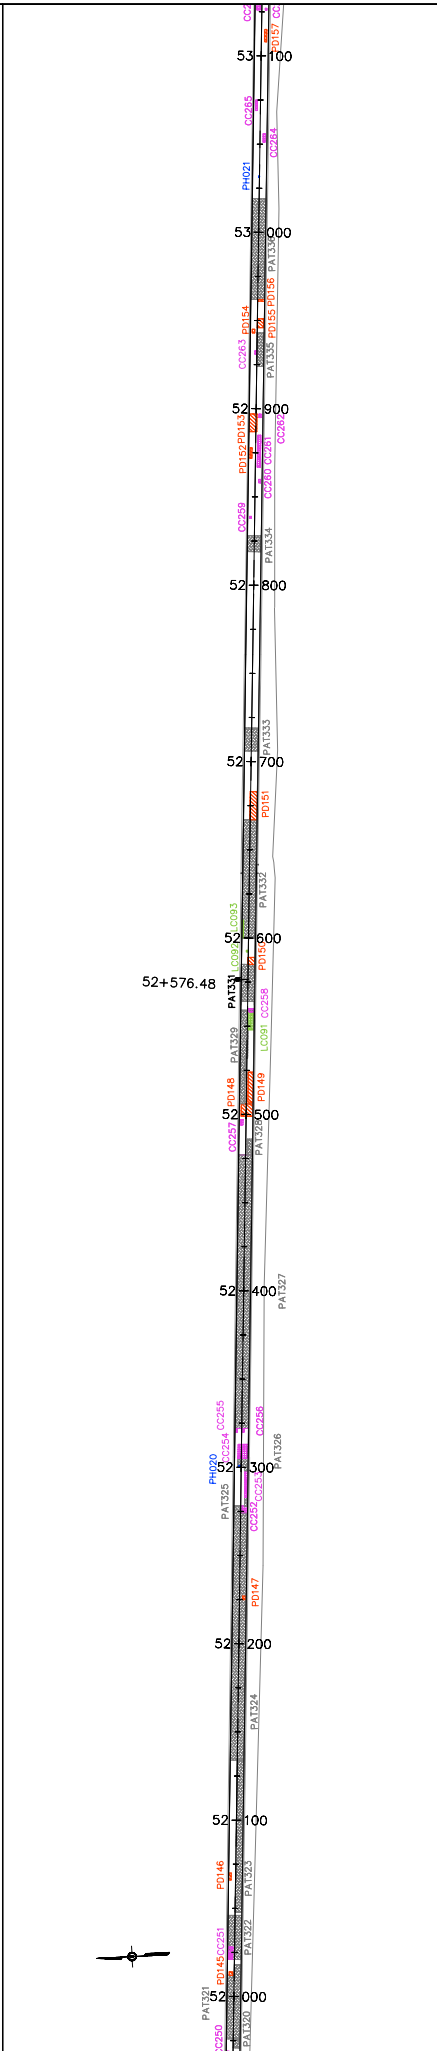 PD157
53+100
CC265
CC264
PH021
53+000
PAT336
PD156
PD154
PD155
CC263
PAT335
52+900
PD153
CC262
PD152
CC261
CC260
CC259
PAT334
52+800
PAT333
52+700
PD151
PAT332
LC093
52+600
LC092
PD150
52+576.48
PAT331
CC258
PAT329
LC091
PD148
PD149
52+500
CC257
PAT328
52+400
PAT327
CC255
CC256
CC254
PAT326
PH020
52+300
CC253
PAT325
CC252
PD147
52+200
PAT324
52+100
PD146
PAT323
CC251
PAT322
PD145
52+000
PAT321
CC250
PAT320